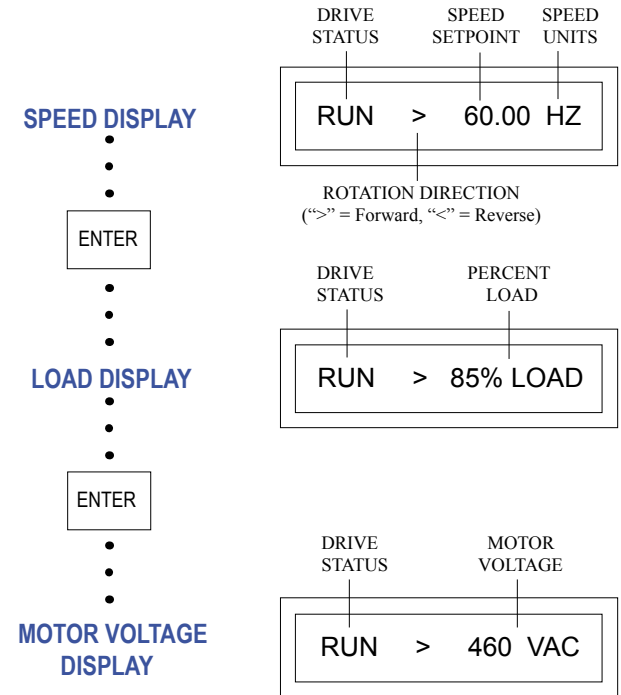 DRIVE STATUS
SPEED SETPOINT
SPEED UNITS
SPEED DISPLAY
RUN > 60.00 HZ
ROTATION DIRECTION
(“>” = Forward, “<” = Reverse)
ENTER
DRIVE STATUS
PERCENT LOAD
LOAD DISPLAY
RUN > 85% LOAD
ENTER
DRIVE STATUS
MOTOR VOLTAGE
MOTOR VOLTAGE DISPLAY
RUN > 460 VAC